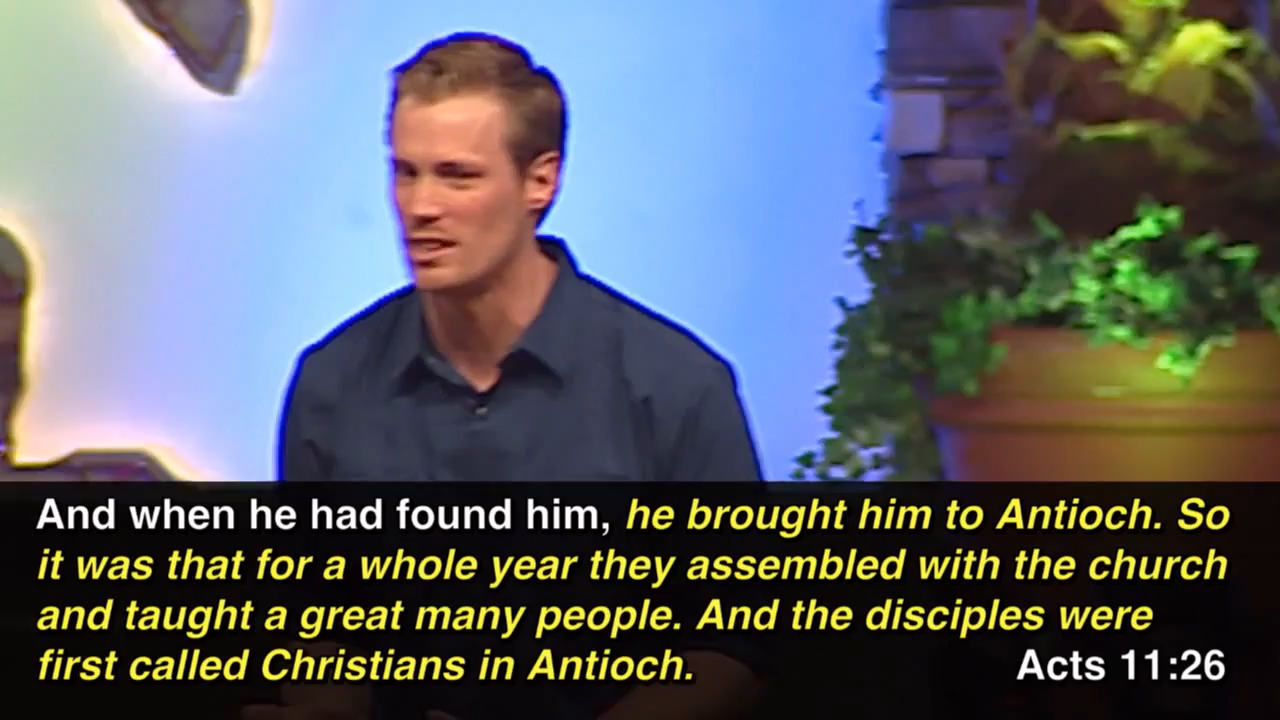 And when he had found him, he brought him to Antioch. So
it was that for a whole year they assembled with the church
and taught a great many people. And the disciples were
first called Christians in Antioch.
Acts 11:26